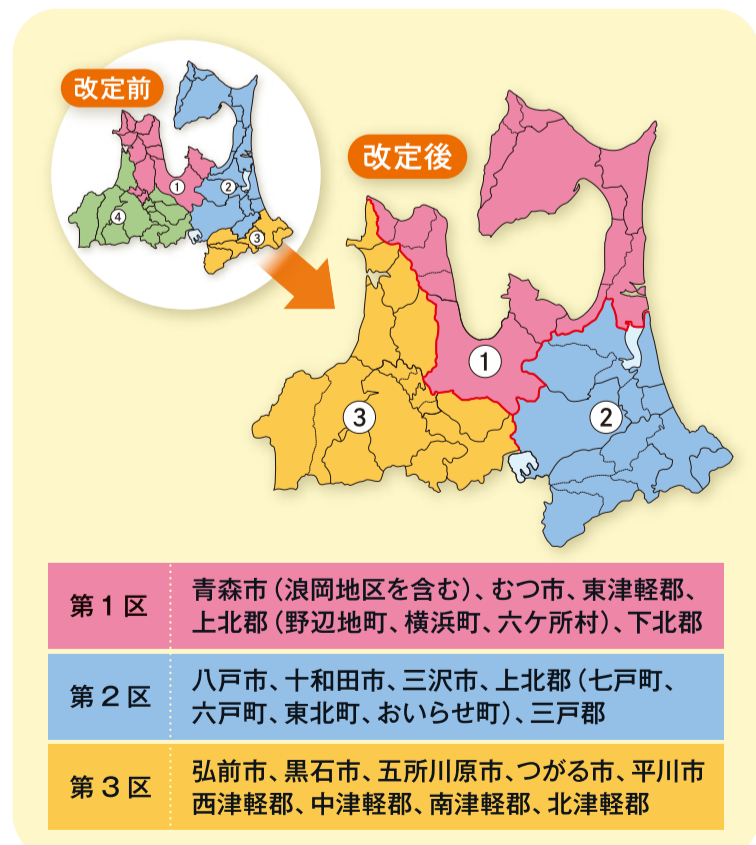 改定前
①
②
③
④
改定後
①
②
③
第1区
青森市(浪岡地区を含む)、むつ市、東津軽郡、
上北郡(野辺地町、横浜町、六ケ所村)、下北郡
第2区
八戸市、十和田市、三沢市、上北郡(七戸町、
六戸町、東北町、おいらせ町)、三戸郡
第3区
弘前市、黒石市、五所川原市、つがる市、平川市
西津軽郡、中津軽郡、南津軽郡、北津軽郡